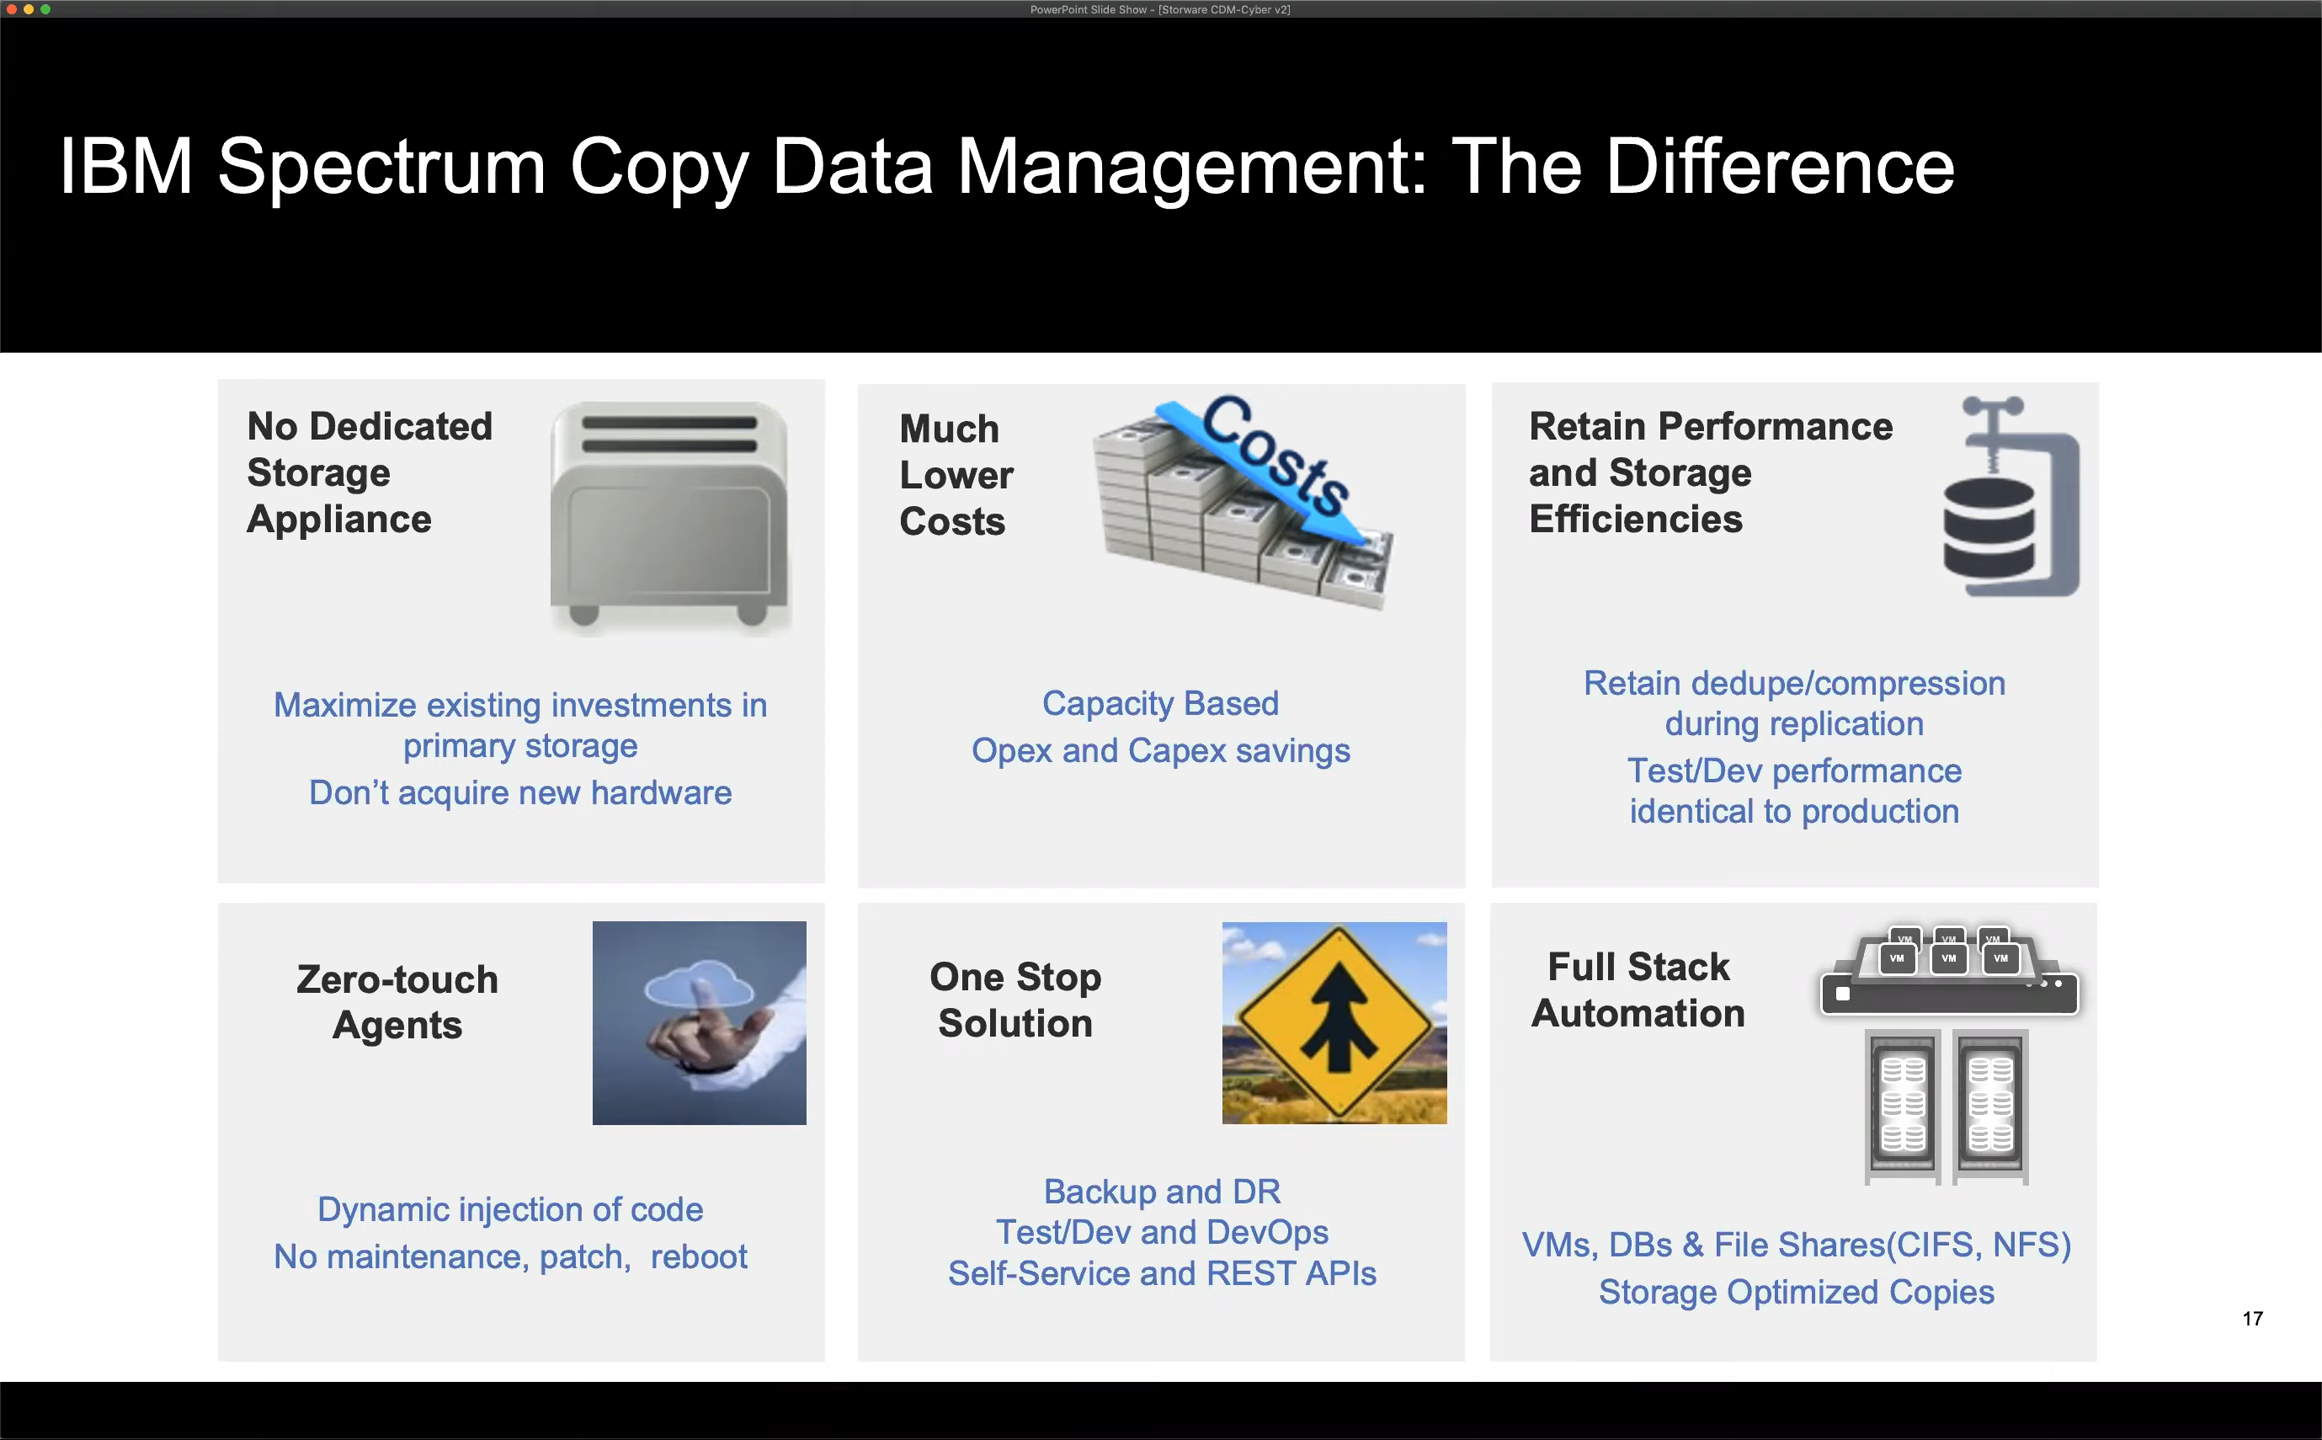 PowerPoint Slide Show - [Storware CDM-Cyber v2]
IBM Spectrum Copy Data Management: The Difference
No Dedicated
Storage
Appliance
Maximize existing investments in
primary storage
Don’t acquire new hardware
Much
Lower
Costs
Costs
Capacity Based
Opex and Capex savings
Retain Performance
and Storage
Efficiencies
Retain dedupe/compression
during replication
Test/Dev performance
identical to production
Zero-touch
Agents
Dynamic injection of code
No maintenance, patch,  reboot
One Stop
Solution
Backup and DR
Test/Dev and DevOps
Self-Service and REST APIs
Full Stack
Automation
VM VM VM
VM VM VM
VMs, DBs & File Shares(CIFS, NFS)
Storage Optimized Copies
17